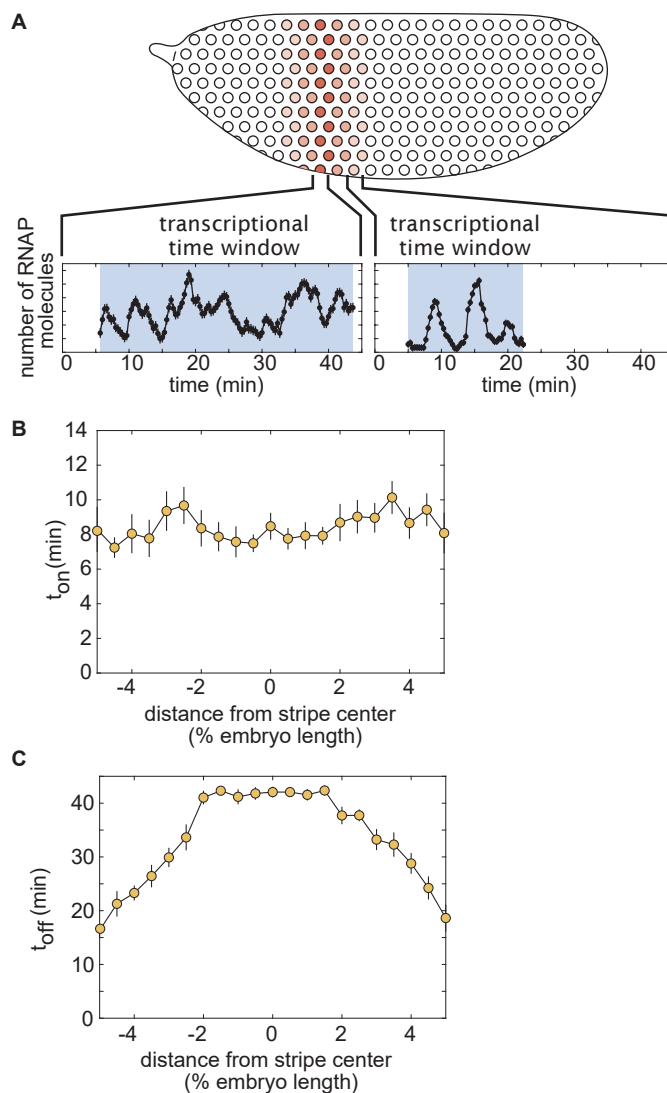 A
transcriptional
time window
transcriptional
time window
number of RNAP
molecules
0 10 20 30 40
time (min)
0 10 20 30 40
time (min)
B
14
12
10
8
6
4
2
0
t_on (min)
-4 -2 0 2 4
distance from stripe center
(% embryo length)
C
40
30
20
10
0
t_off (min)
-4 -2 0 2 4
distance from stripe center
(% embryo length)